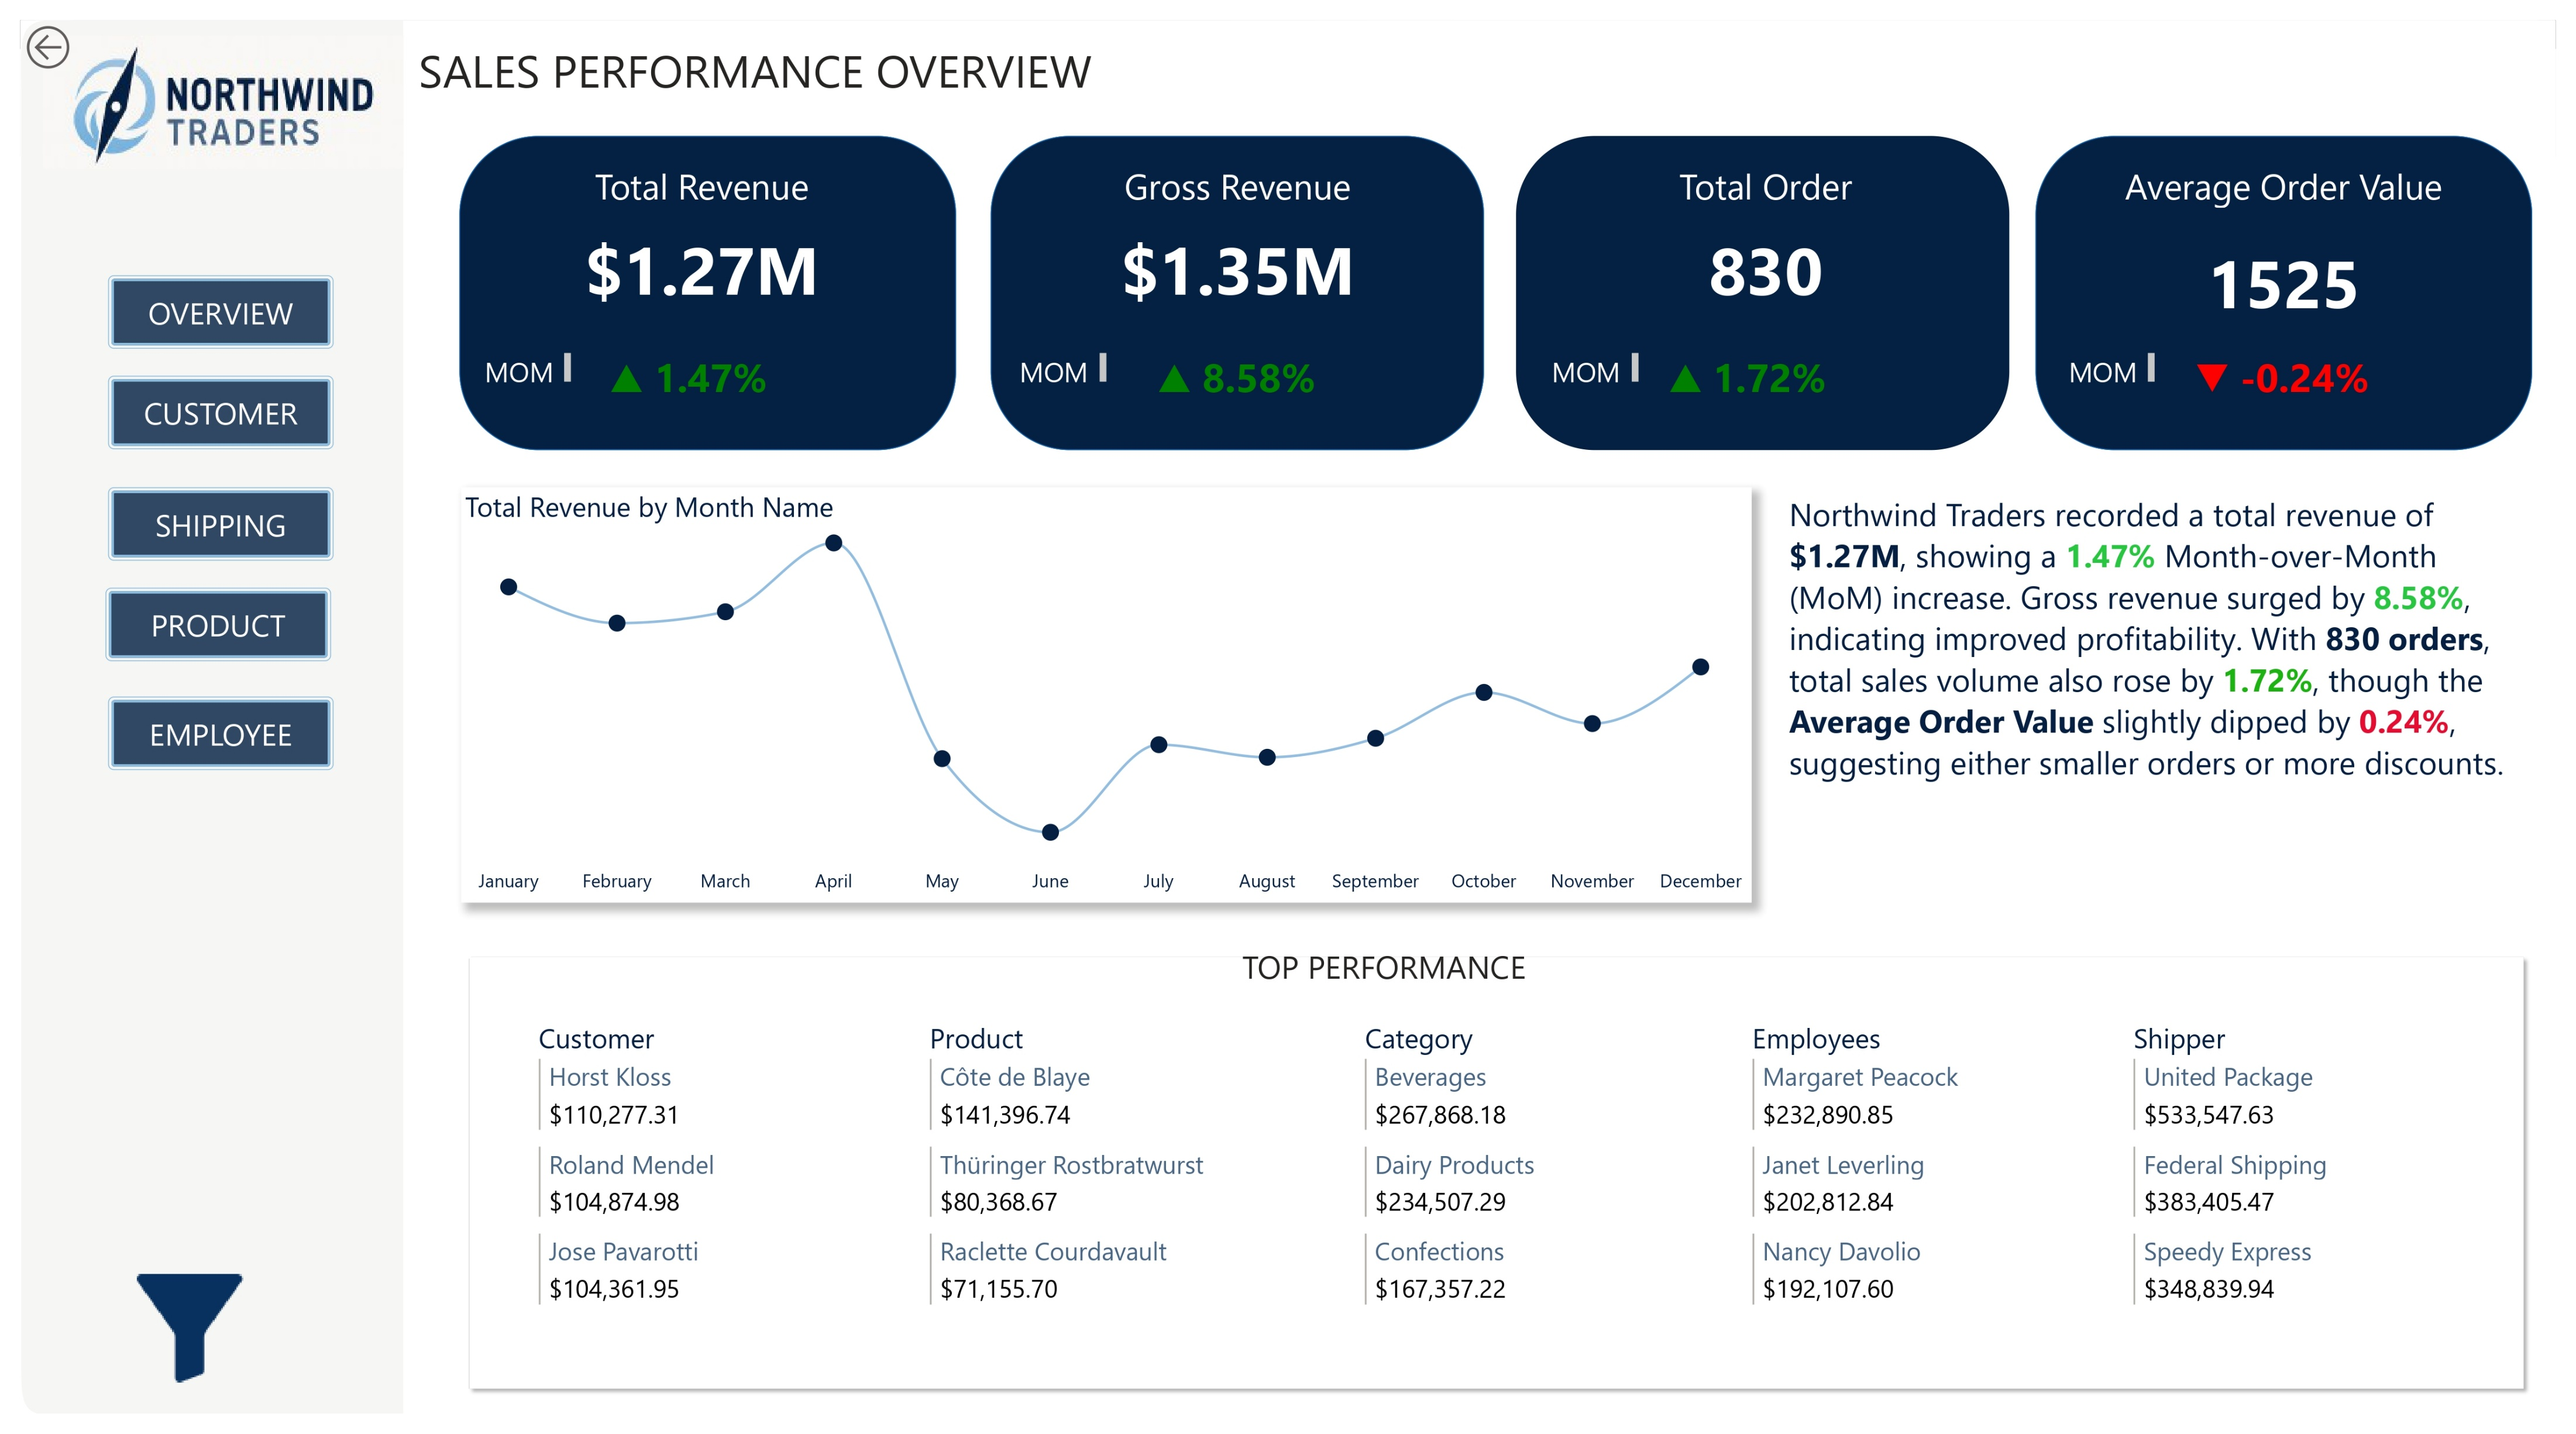 NORTHWIND
TRADERS
SALES PERFORMANCE OVERVIEW
OVERVIEW
CUSTOMER
SHIPPING
PRODUCT
EMPLOYEE
Total Revenue
$1.27M
MOM ▲ 1.47%
Gross Revenue
$1.35M
MOM ▲ 8.58%
Total Order
830
MOM ▲ 1.72%
Average Order Value
1525
MOM ▼ -0.24%
Total Revenue by Month Name
January February March April May June July August September October November December
Northwind Traders recorded a total revenue of
$1.27M, showing a 1.47% Month-over-Month
(MoM) increase. Gross revenue surged by 8.58%,
indicating improved profitability. With 830 orders,
total sales volume also rose by 1.72%, though the
Average Order Value slightly dipped by 0.24%,
suggesting either smaller orders or more discounts.
TOP PERFORMANCE
Customer
Horst Kloss
$110,277.31
Roland Mendel
$104,874.98
Jose Pavarotti
$104,361.95
Product
Côte de Blaye
$141,396.74
Thüringer Rostbratwurst
$80,368.67
Raclette Courdavault
$71,155.70
Category
Beverages
$267,868.18
Dairy Products
$234,507.29
Confections
$167,357.22
Employees
Margaret Peacock
$232,890.85
Janet Leverling
$202,812.84
Nancy Davolio
$192,107.60
Shipper
United Package
$533,547.63
Federal Shipping
$383,405.47
Speedy Express
$348,839.94